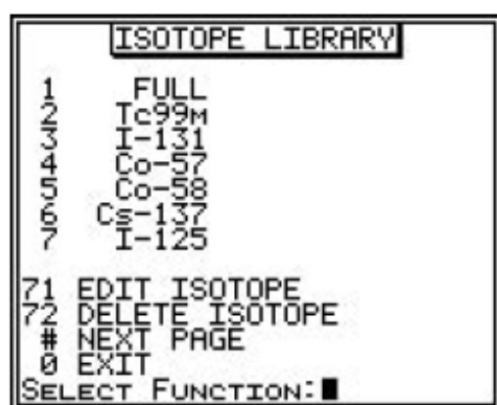 ISOTOPE LIBRARY
1 FULL
2 Tc99M
3 I-131
4 Co-57
5 Co-58
6 Cs-137
7 I-125
71 EDIT ISOTOPE
72 DELETE ISOTOPE
# NEXT PAGE
0 EXIT
SELECT FUNCTION: